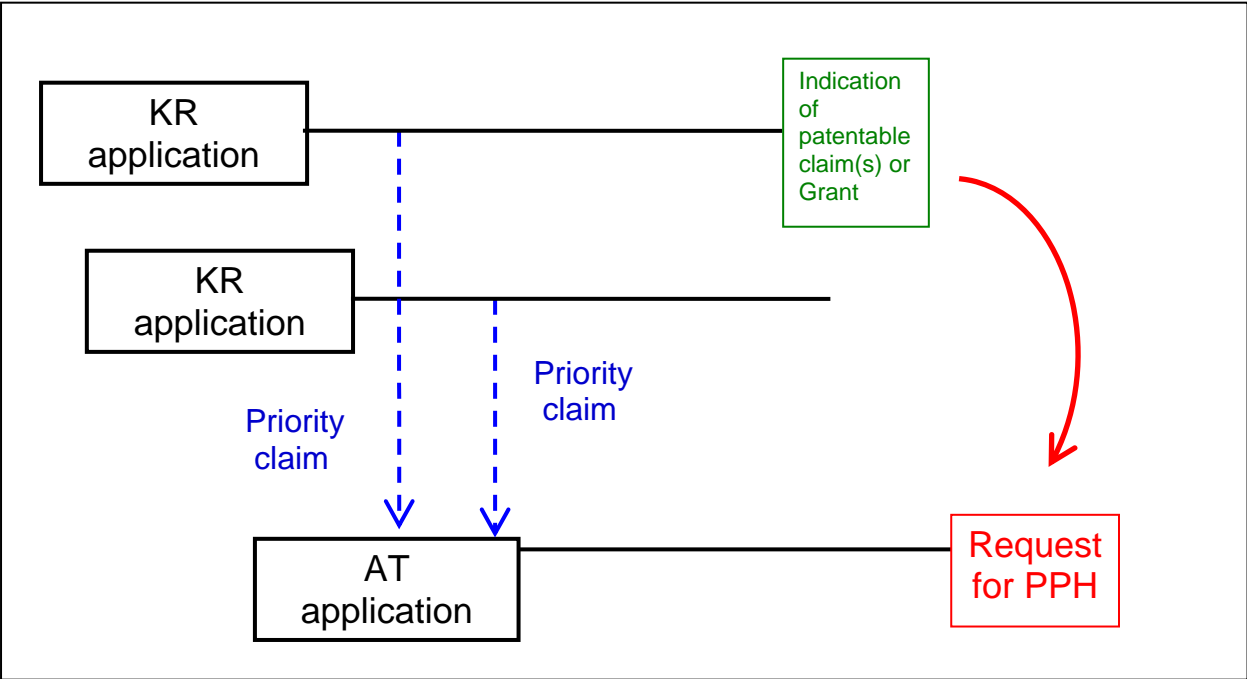 KR
application
Indication
of
patentable
claim(s) or
Grant
KR
application
Priority
claim
Priority
claim
AT
application
Request
for PPH